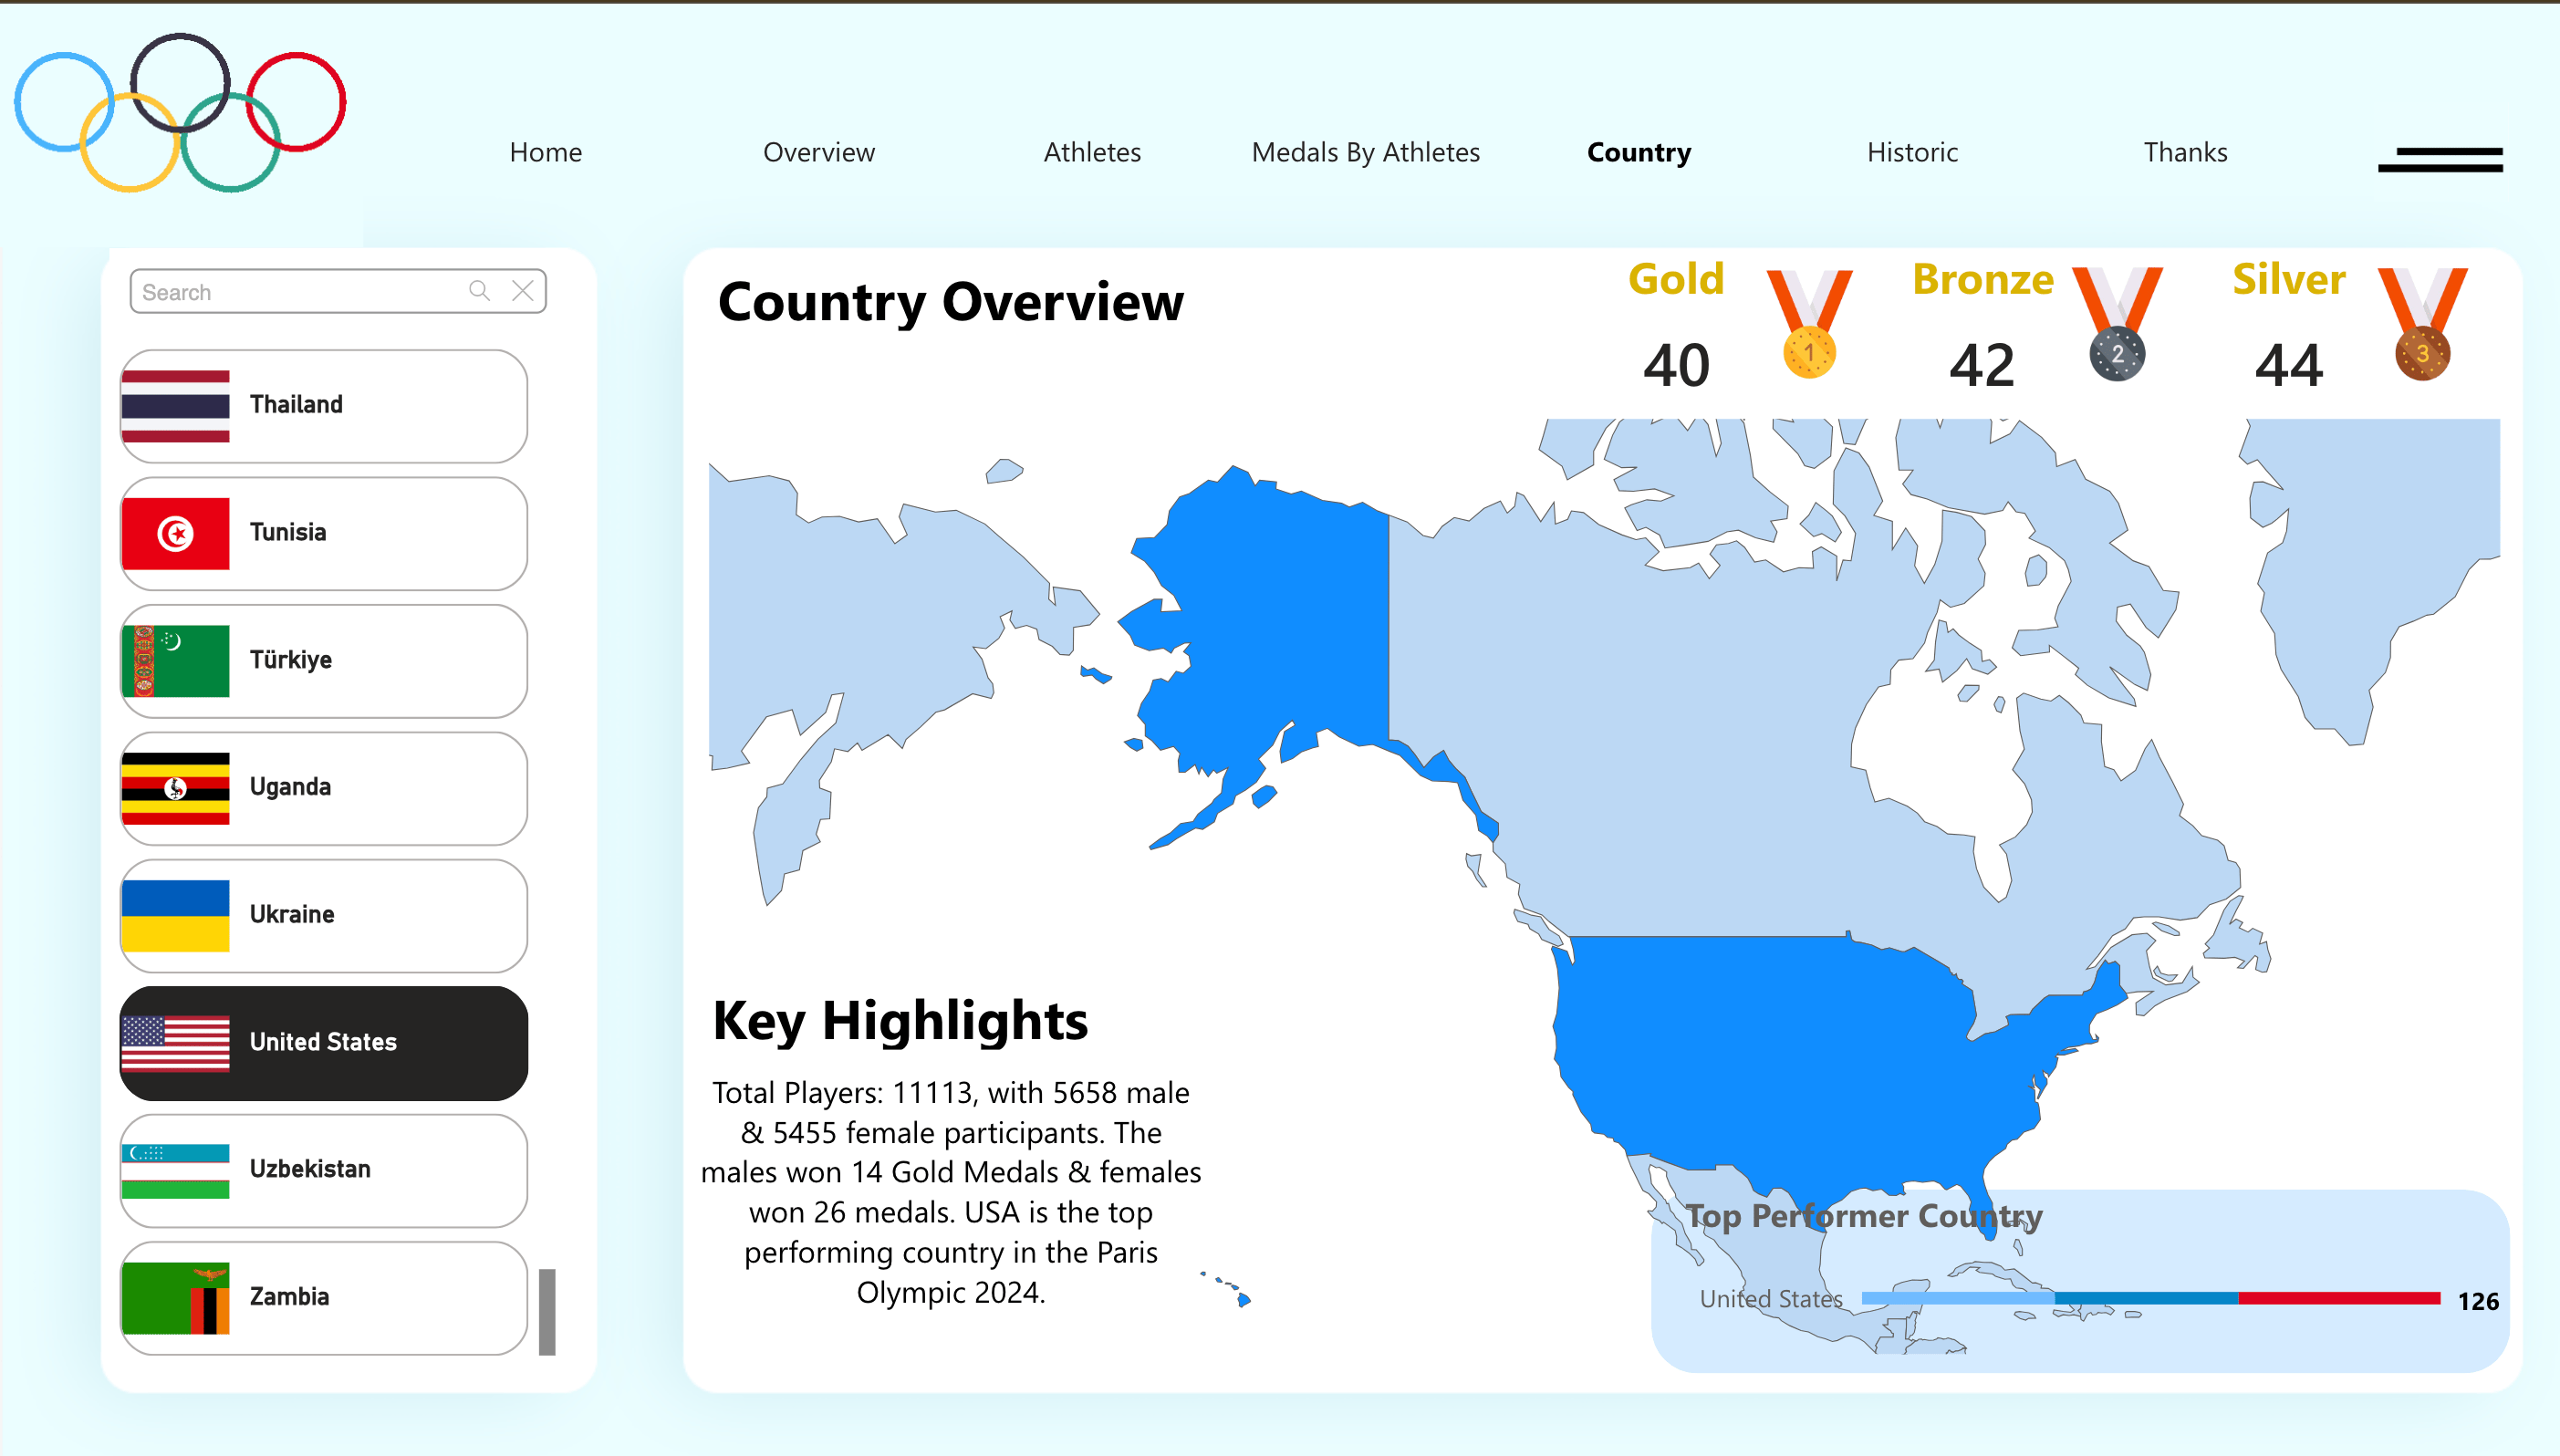 Home
Overview
Athletes
Medals By Athletes
Country
Historic
Thanks
Search
Thailand
Tunisia
Türkiye
Uganda
Ukraine
United States
Uzbekistan
Zambia
Country Overview
Gold
40
1
Bronze
42
2
Silver
44
3
Key Highlights
Total Players: 11113, with 5658 male
& 5455 female participants. The
males won 14 Gold Medals & females
won 26 medals. USA is the top
performing country in the Paris
Olympic 2024.
Top Performer Country
United States
126